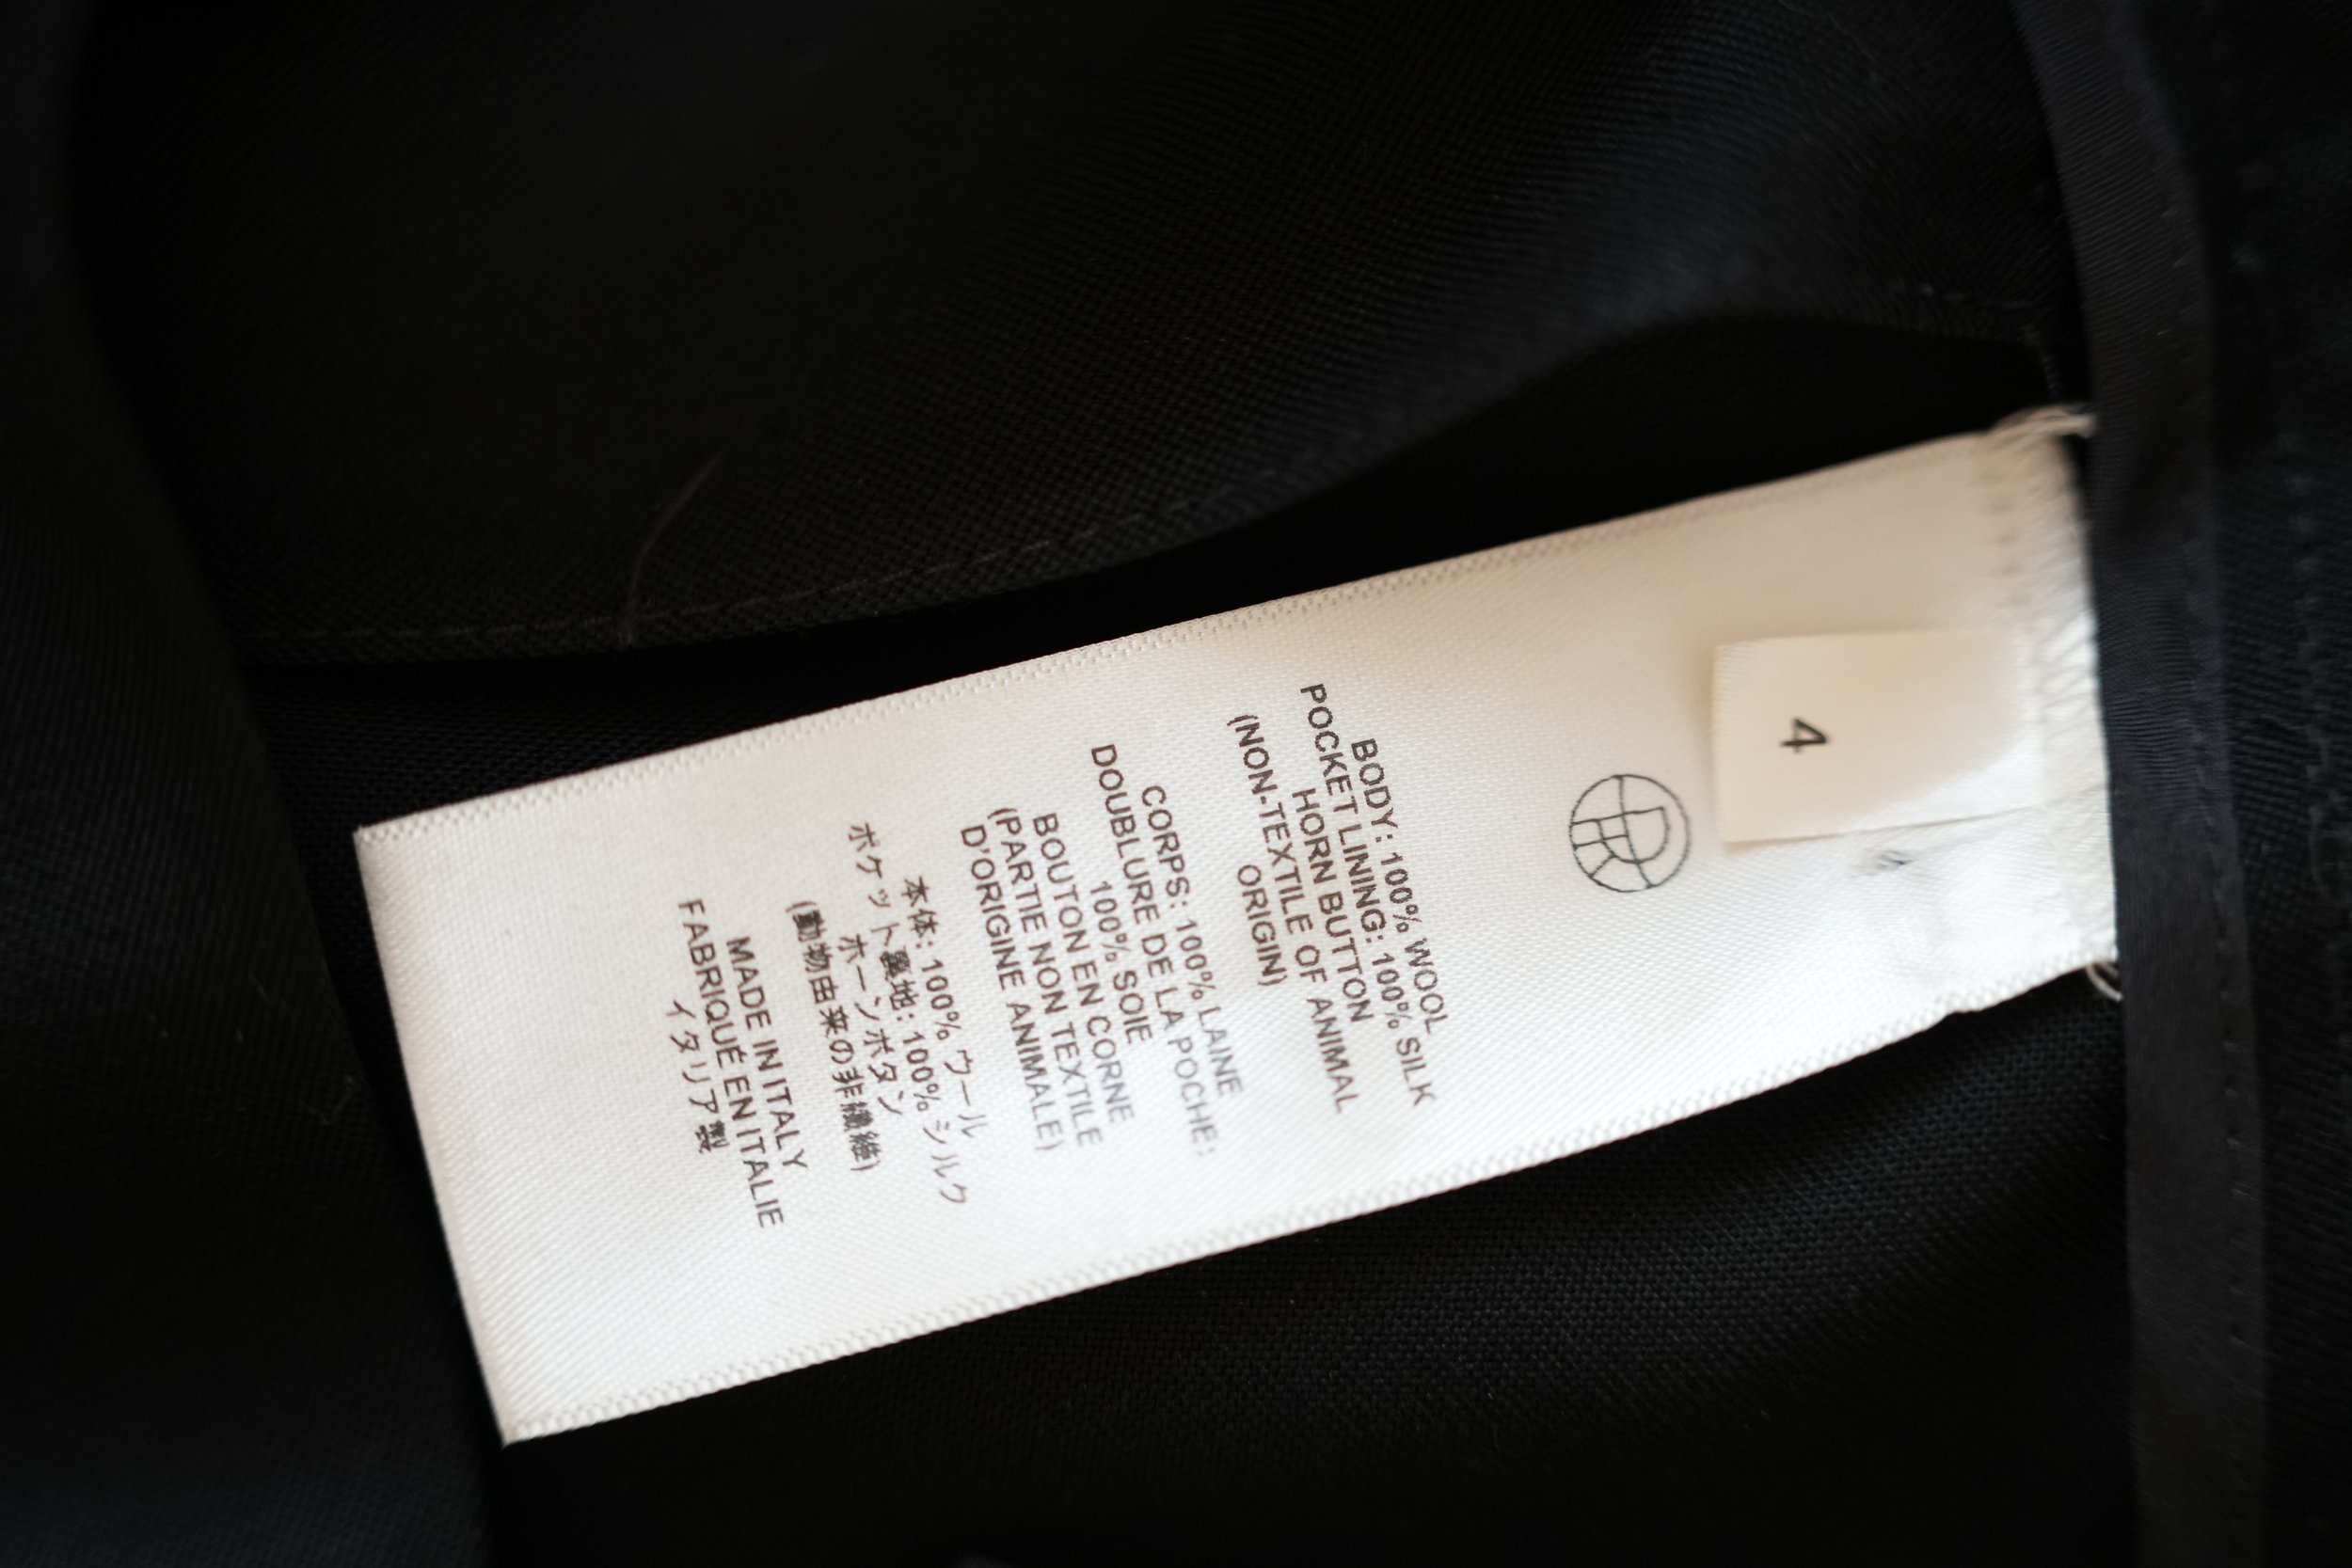 4
BODY: 100% WOOL
POCKET LINING: 100% SILK
HORN BUTTON
(NON-TEXTILE OF ANIMAL
ORIGIN)
CORPS: 100% LAINE
DOUBLURE DE LA POCHE:
100% SOIE
BOUTON EN CORNE
(PARTIE NON TEXTILE
D'ORIGINE ANIMALE)
本体: 100% ウール
ポケット裏地: 100% シルク
ホーンボタン
(動物由来の非繊維)
MADE IN ITALY
FABRIQUÉ EN ITALIE
イタリア製